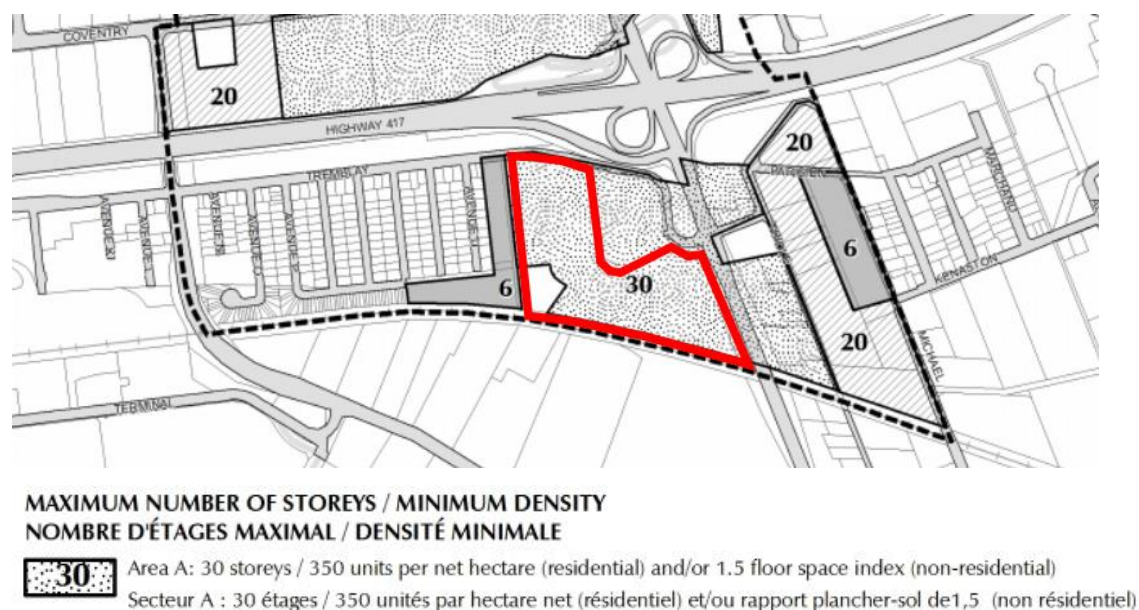 COVENTRY
20
HIGHWAY 417
TREMBLAY
20
MARCHAND
6
6
30
KENASTON
20
MICHAEL
MAXIMUM NUMBER OF STOREYS / MINIMUM DENSITY
NOMBRE D'ÉTAGES MAXIMAL / DENSITÉ MINIMALE
30 Area A: 30 storeys / 350 units per net hectare (residential) and/or 1.5 floor space index (non-residential)
Secteur A : 30 étages / 350 unités par hectare net (résidentiel) et/ou rapport plancher-sol de1,5 (non résidentiel)